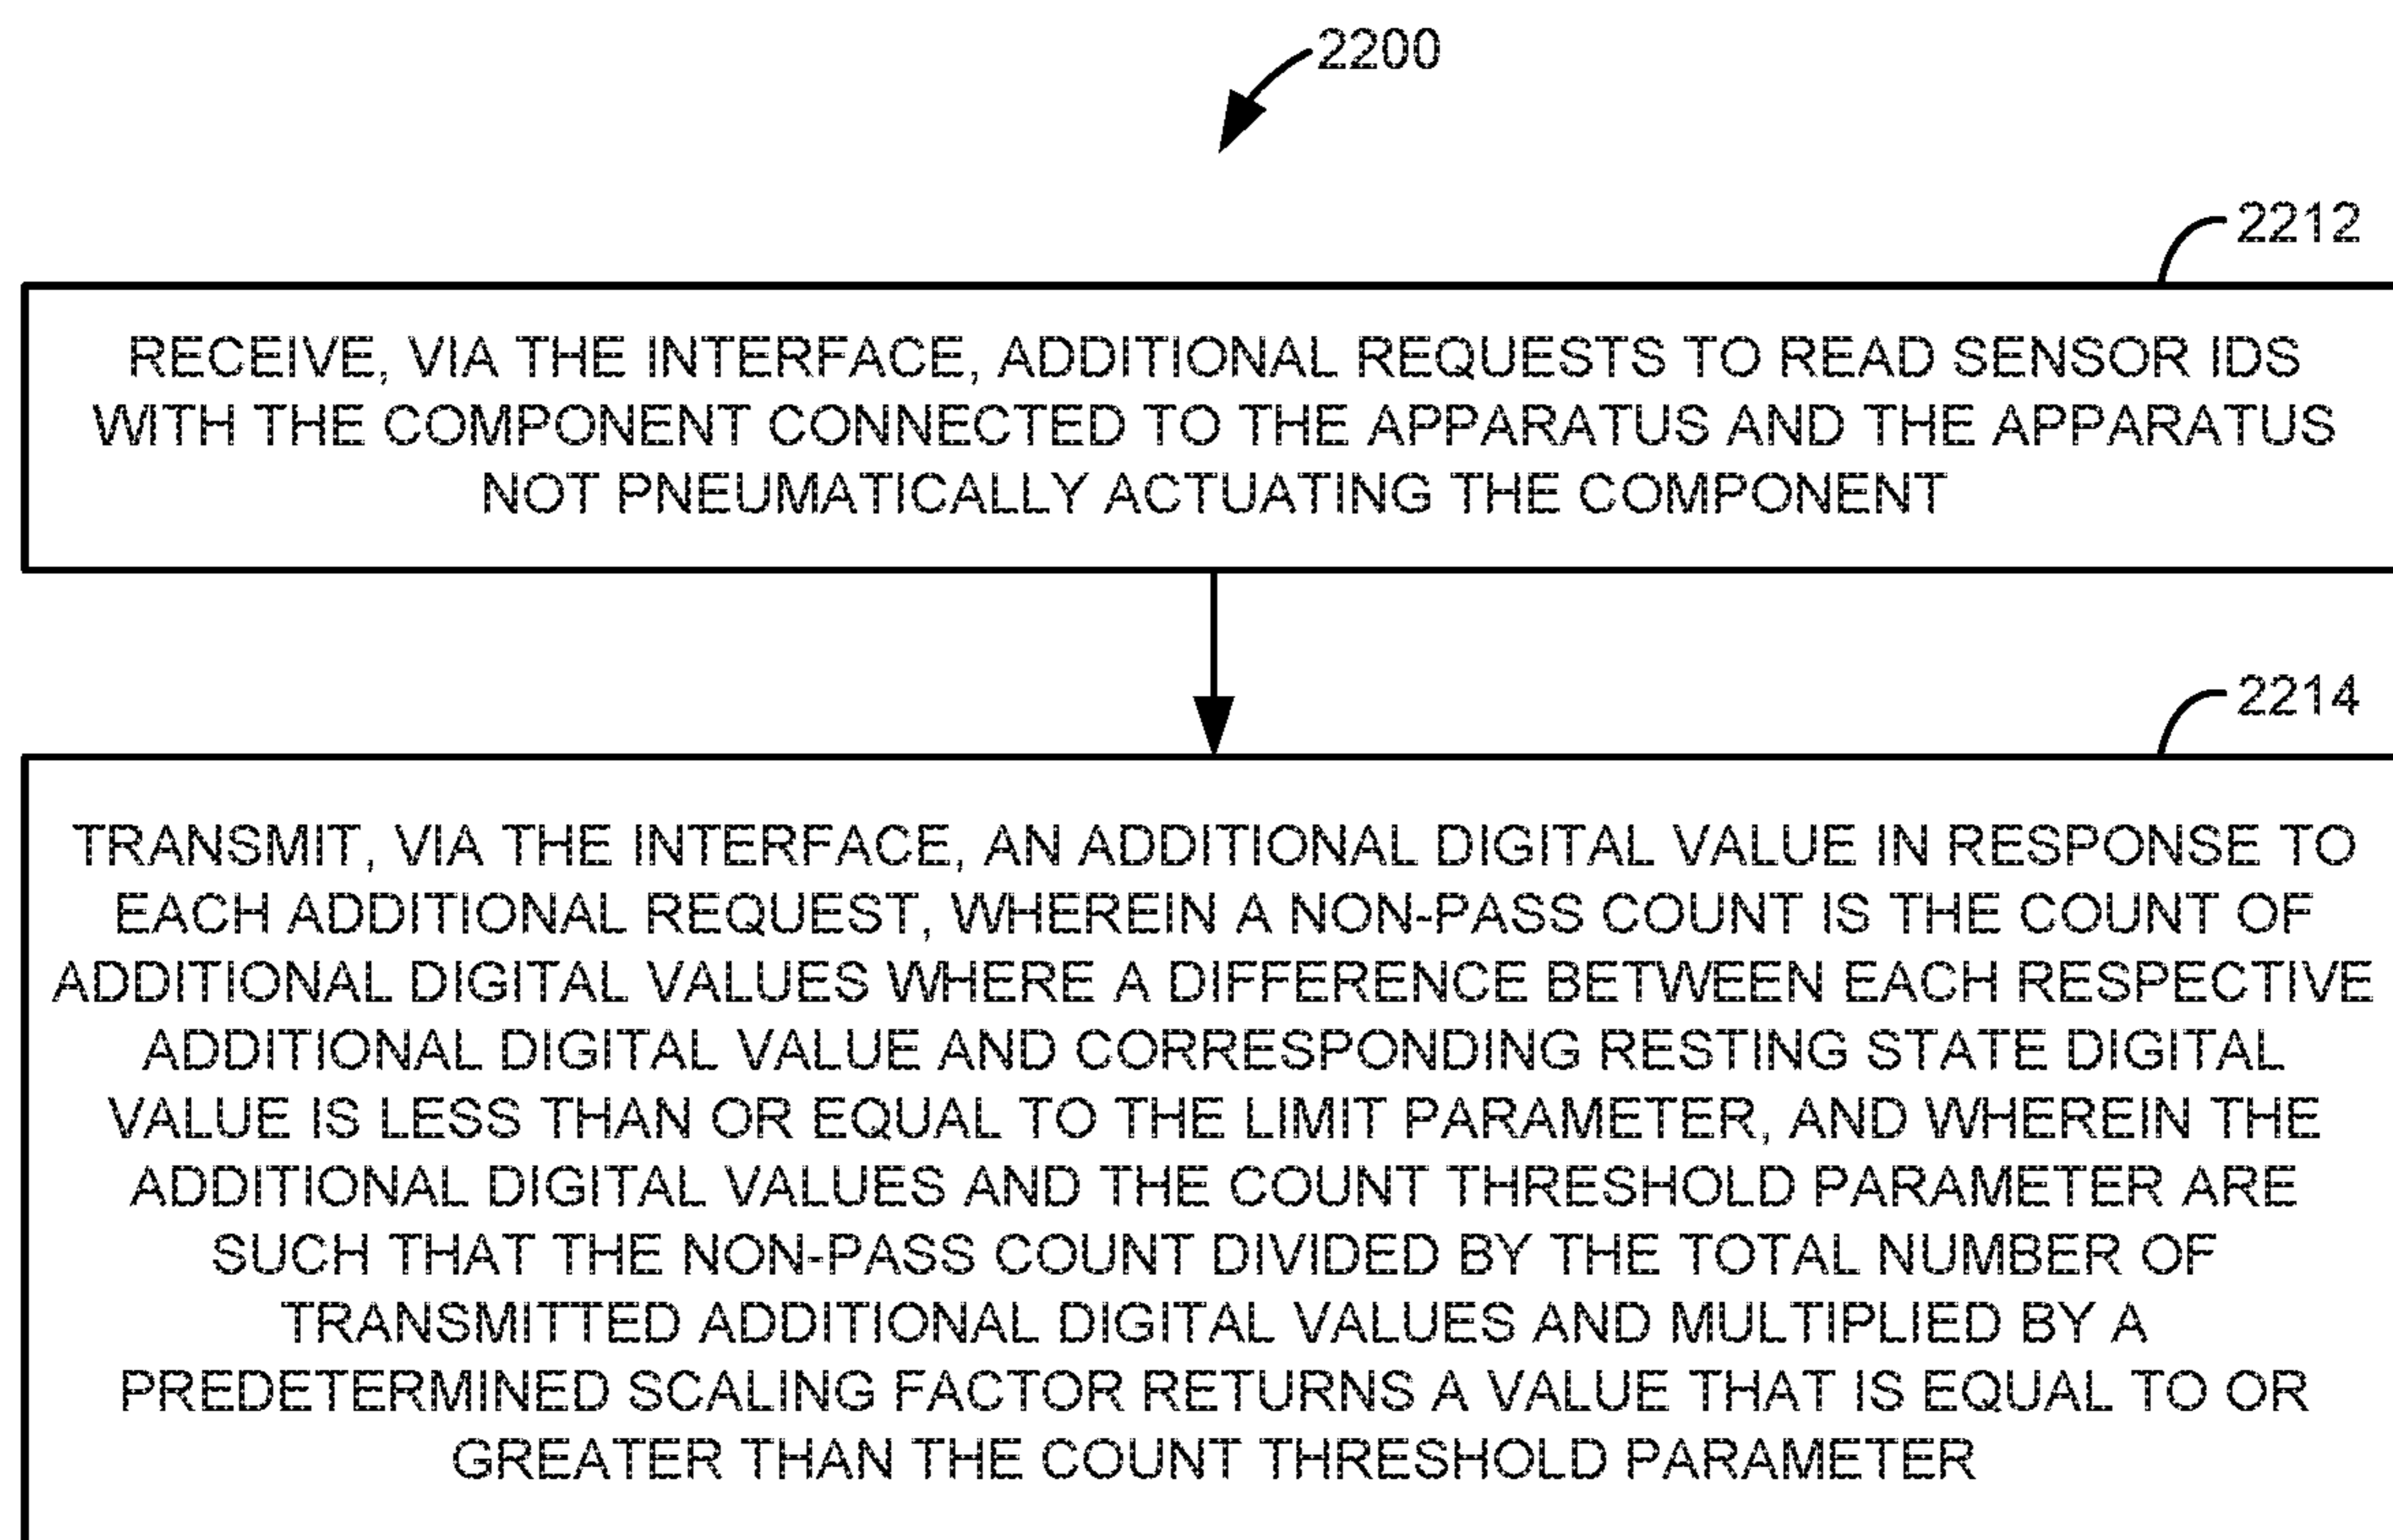 2200
2212
RECEIVE, VIA THE INTERFACE, ADDITIONAL REQUESTS TO READ SENSOR IDS
WITH THE COMPONENT CONNECTED TO THE APPARATUS AND THE APPARATUS
NOT PNEUMATICALLY ACTUATING THE COMPONENT
2214
TRANSMIT, VIA THE INTERFACE, AN ADDITIONAL DIGITAL VALUE IN RESPONSE TO
EACH ADDITIONAL REQUEST, WHEREIN A NON-PASS COUNT IS THE COUNT OF
ADDITIONAL DIGITAL VALUES WHERE A DIFFERENCE BETWEEN EACH RESPECTIVE
ADDITIONAL DIGITAL VALUE AND CORRESPONDING RESTING STATE DIGITAL
VALUE IS LESS THAN OR EQUAL TO THE LIMIT PARAMETER, AND WHEREIN THE
ADDITIONAL DIGITAL VALUES AND THE COUNT THRESHOLD PARAMETER ARE
SUCH THAT THE NON-PASS COUNT DIVIDED BY THE TOTAL NUMBER OF
TRANSMITTED ADDITIONAL DIGITAL VALUES AND MULTIPLIED BY A
PREDETERMINED SCALING FACTOR RETURNS A VALUE THAT IS EQUAL TO OR
GREATER THAN THE COUNT THRESHOLD PARAMETER